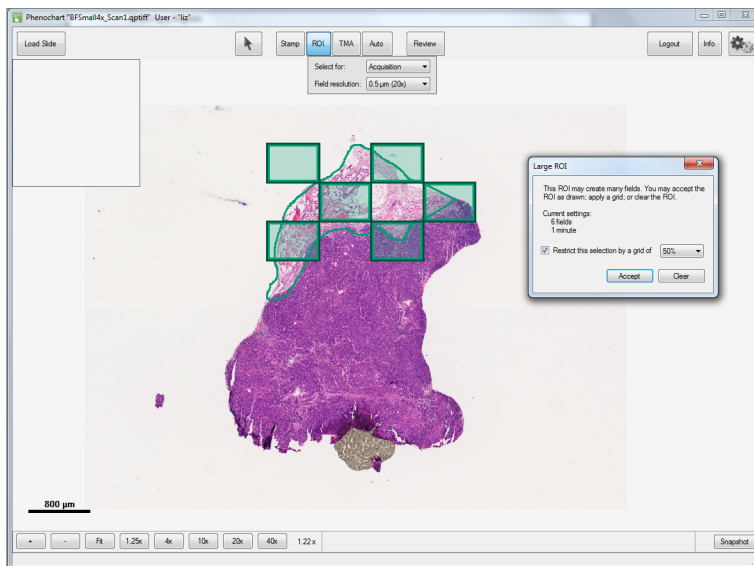 Phenochart "BFSmall4x_Scan1.qptiff" User - "liz"
Load Slide
Stamp
ROI
TMA
Auto
Review
Logout
Info
Select for: Acquisition
Field resolution: 0.5 µm (20x)
Large ROI
This ROI may create many fields. You may accept the
ROI as drawn; apply a grid; or clear the ROI.
Current settings:
6 fields
1 minute
Restrict this selection by a grid of 50%
Accept
Clear
800 µm
+
-
Fit
1.25x
4x
10x
20x
40x
1.22 x
Snapshot